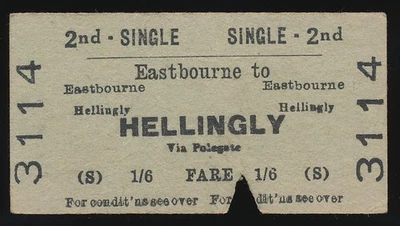 2nd - SINGLE SINGLE - 2nd
Eastbourne to
Eastbourne Eastbourne
Hellingly Hellingly
HELLINGLY
Via Polegate
(S) 1/6 FARE 1/6 (S)
For condit'ns see over For condit'ns see over
3114
3114